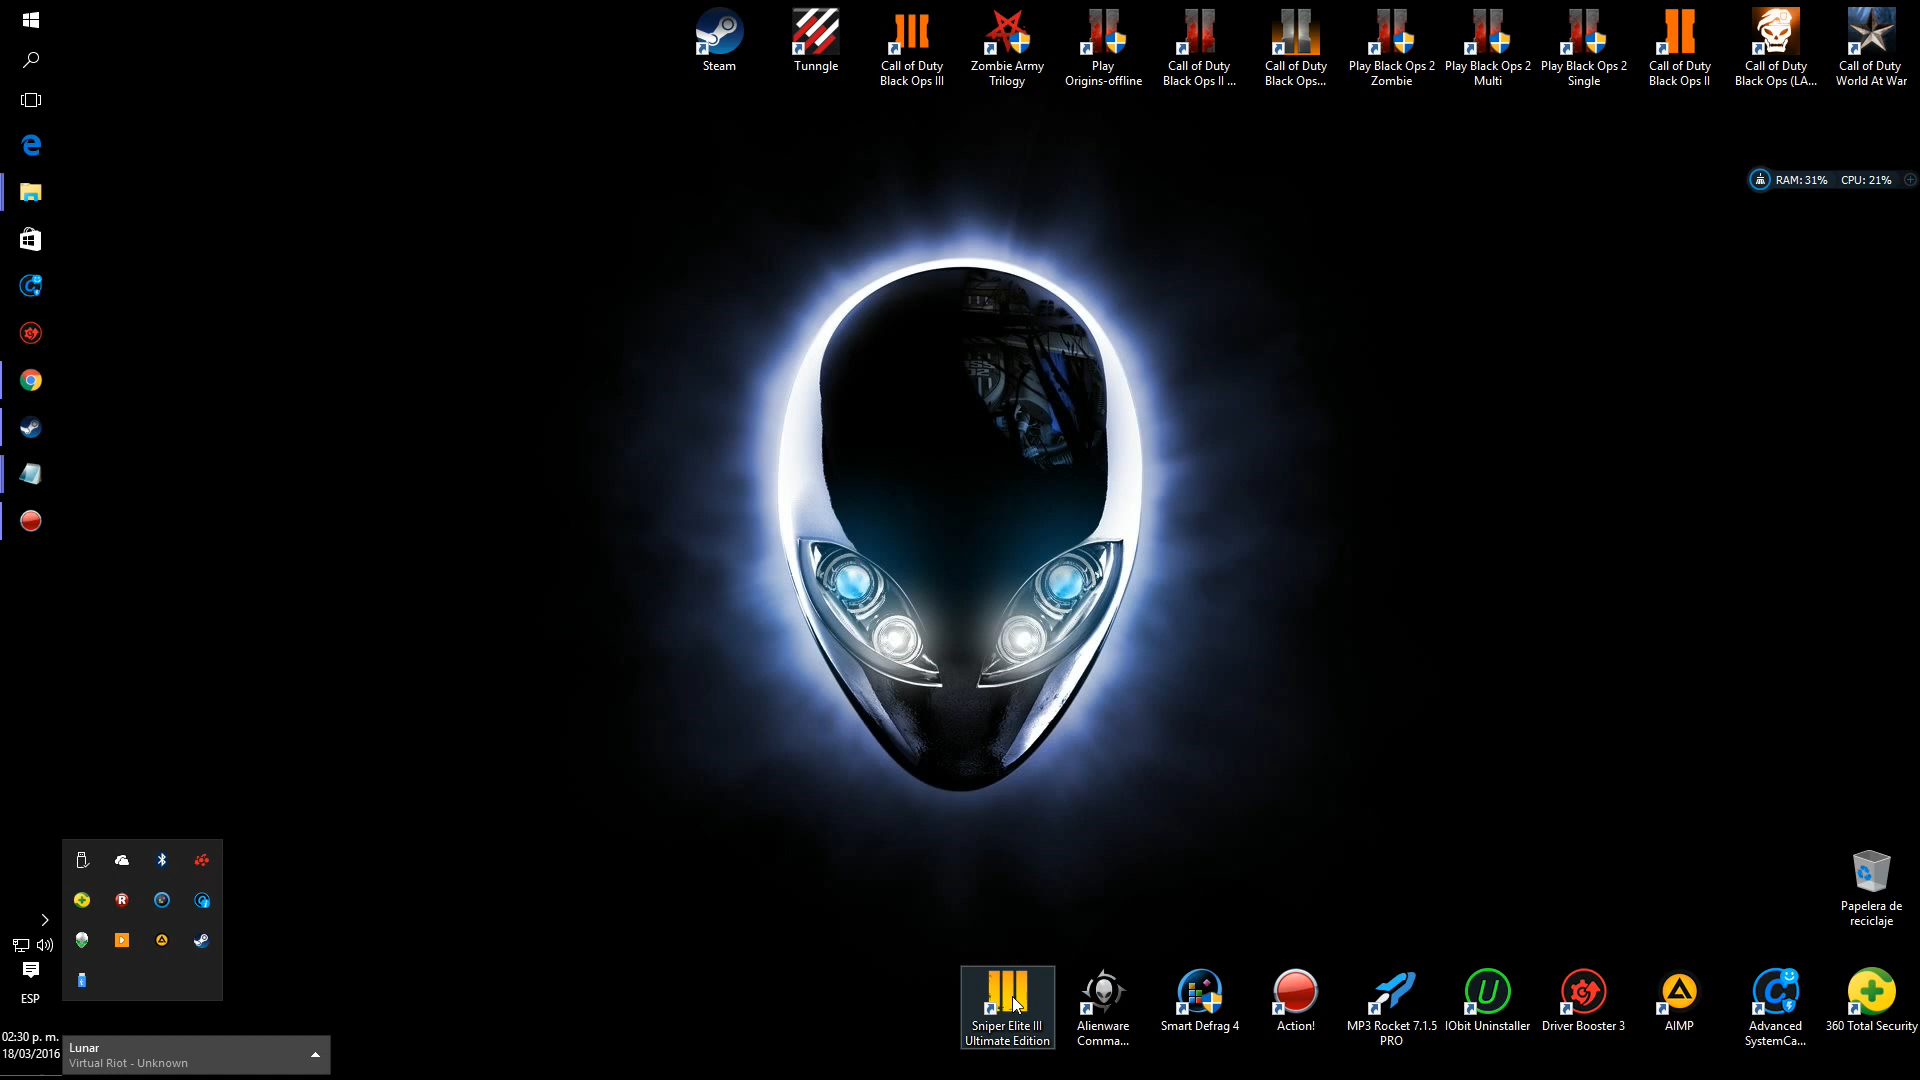 Steam
Tunngle
Call of Duty
Black Ops III
Zombie Army
Trilogy
Play
Origins-offline
Call of Duty
Black Ops II ...
Call of Duty
Black Ops...
Play Black Ops 2
Zombie
Play Black Ops 2
Multi
Play Black Ops 2
Single
Call of Duty
Black Ops II
Call of Duty
Black Ops (LA...
Call of Duty
World At War
RAM: 31% CPU: 21%
Papelera de
reciclaje
Sniper Elite III
Ultimate Edition
Alienware
Comma...
Smart Defrag 4
Action!
MP3 Rocket 7.1.5
PRO
IObit Uninstaller
Driver Booster 3
AIMP
Advanced
SystemCa...
360 Total Security
ESP
02:30 p. m.
18/03/2016
Lunar
Virtual Riot - Unknown